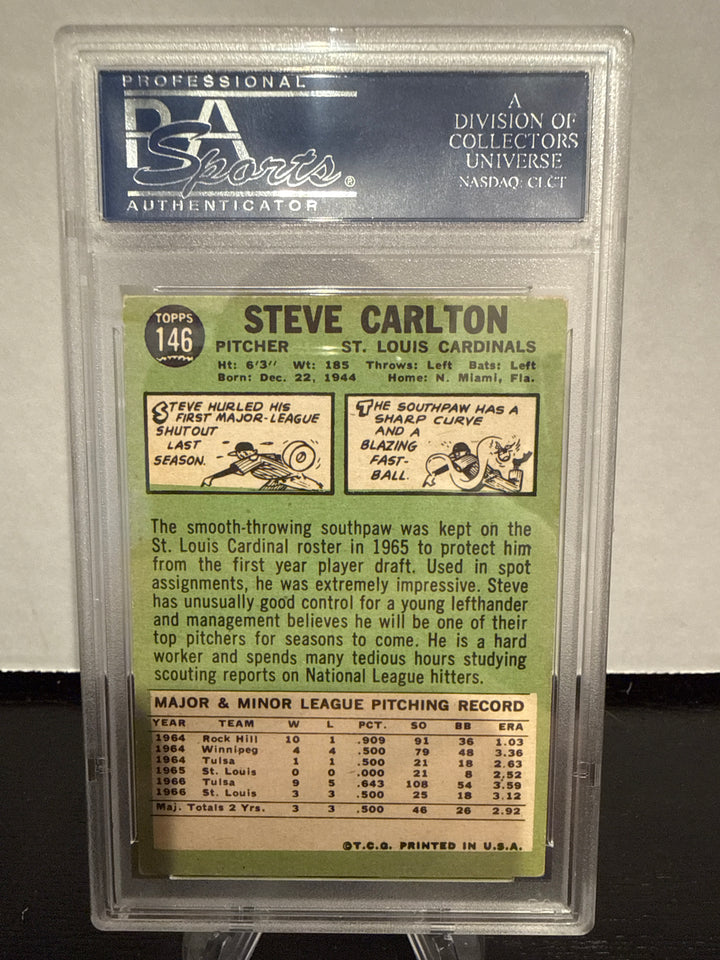 PROFESSIONAL
PSA
Sports®
AUTHENTICATOR
A
DIVISION OF
COLLECTORS
UNIVERSE
NASDAQ: CLCT
TOPPS
146
STEVE CARLTON
PITCHER ST. LOUIS CARDINALS
Ht: 6'3" Wt: 185 Throws: Left Bats: Left
Born: Dec. 22, 1944 Home: N. Miami, Fla.
STEVE HURLED HIS
FIRST MAJOR-LEAGUE
SHUTOUT
LAST
SEASON.
THE SOUTHPAW HAS A
SHARP CURVE
AND A
BLAZING
FAST-
BALL.
The smooth-throwing southpaw was kept on the
St. Louis Cardinal roster in 1965 to protect him
from the first year player draft. Used in spot
assignments, he was extremely impressive. Steve
has unusually good control for a young lefthander
and management believes he will be one of their
top pitchers for seasons to come. He is a hard
worker and spends many tedious hours studying
scouting reports on National League hitters.
MAJOR & MINOR LEAGUE PITCHING RECORD
YEAR TEAM W L PCT. SO BB ERA
1964 Rock Hill 10 1 .909 91 36 1.03
1964 Winnipeg 4 4 .500 79 48 3.36
1964 Tulsa 1 1 .500 21 18 2.63
1965 St. Louis 0 0 .000 21 8 2.52
1966 Tulsa 9 5 .643 108 54 3.59
1966 St. Louis 3 3 .500 25 18 3.12
Maj. Totals 2 Yrs. 3 3 .500 46 26 2.92
©T.C.G. PRINTED IN U.S.A.